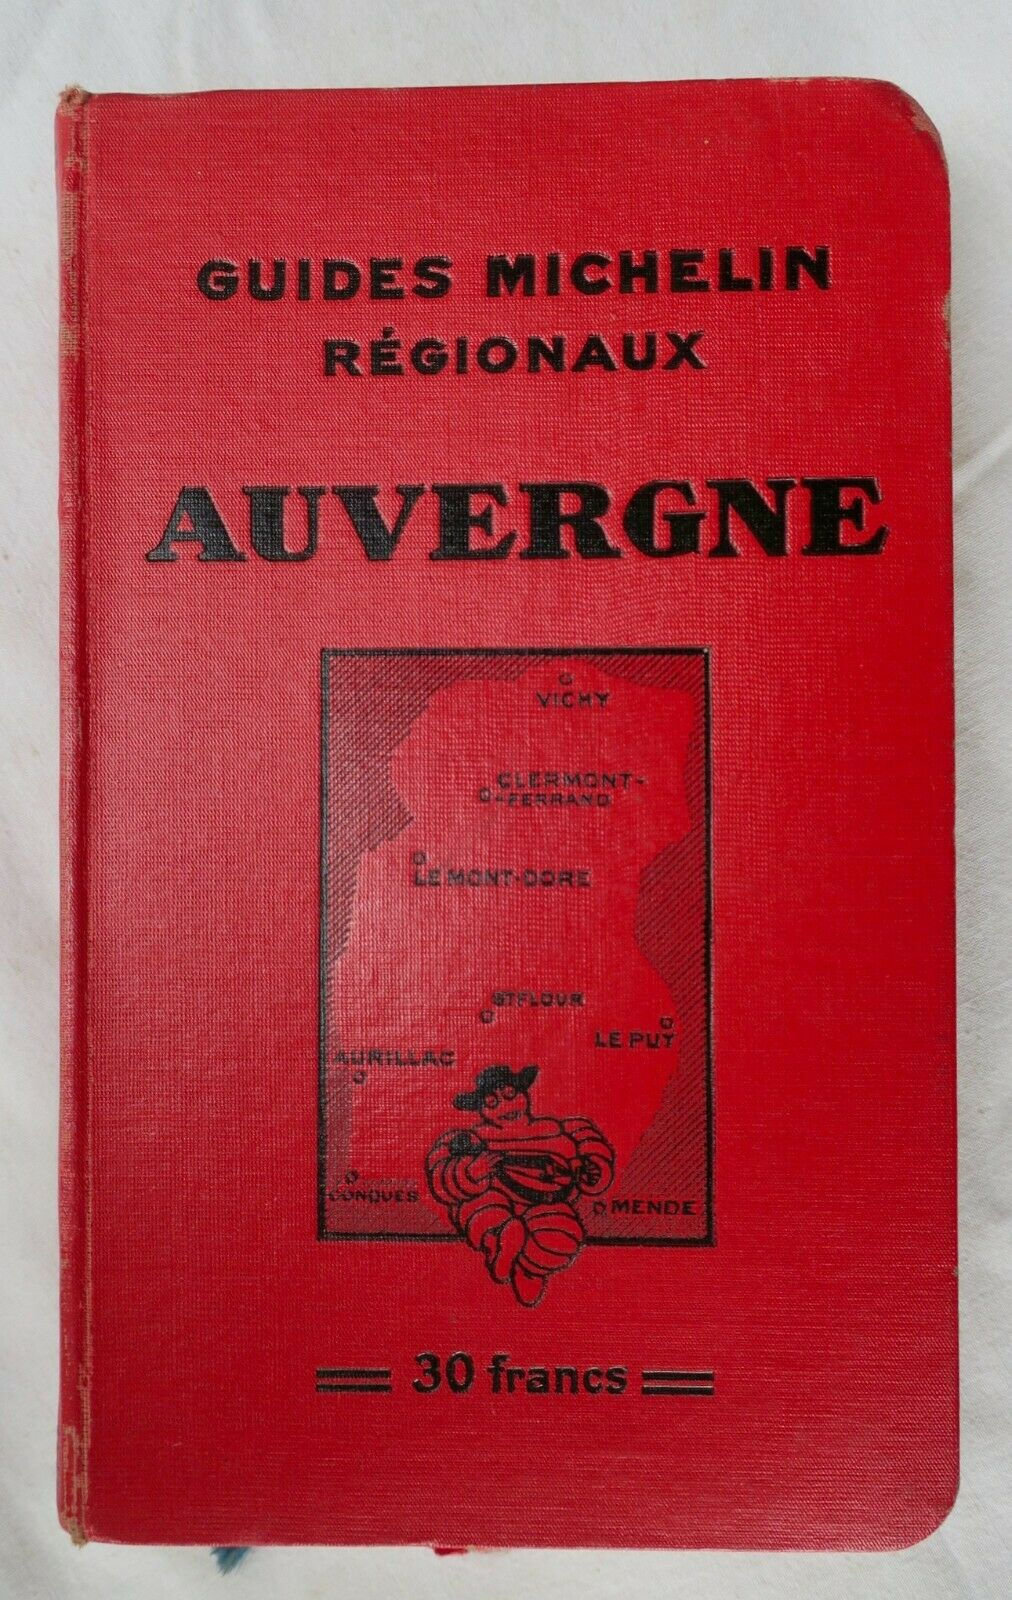 GUIDES MICHELIN
RÉGIONAUX
AUVERGNE
VICHY
CLERMONT-
FERRAND
LE MONT-DORE
ST FLOUR
LE PUY
AURILLAC
CONQUES
MENDE
30 francs